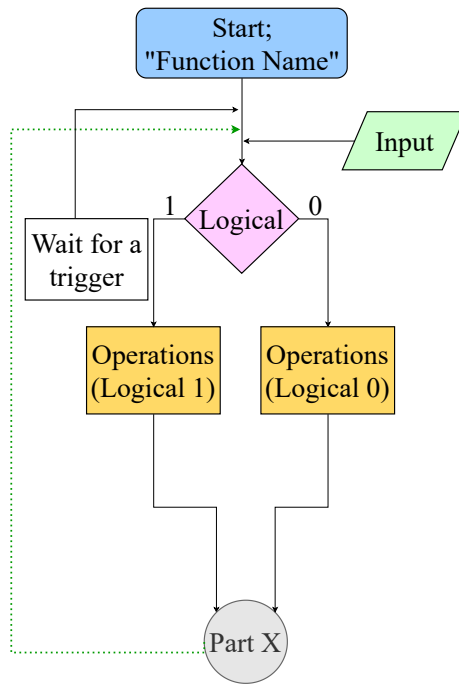 Start;
"Function Name"
Input
1
Logical
0
Wait for a
trigger
Operations
(Logical 1)
Operations
(Logical 0)
Part X